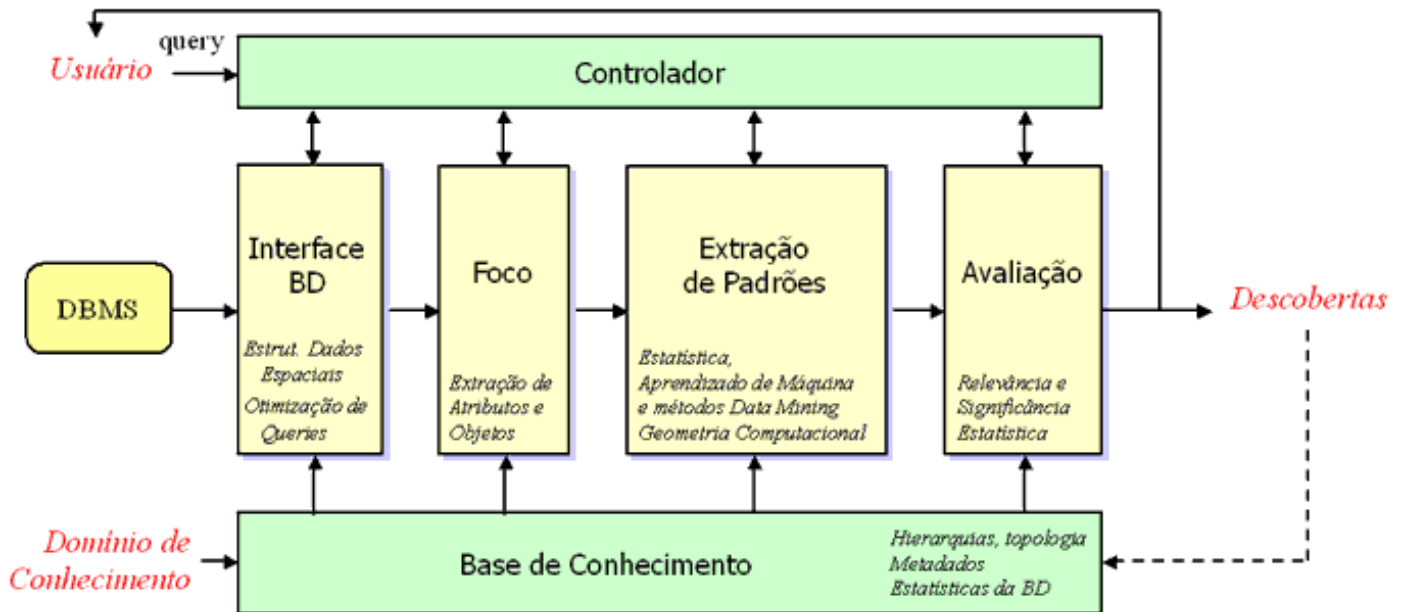 query
Usuário
Controlador
DBMS
Interface
BD
Estrut. Dados
Espaciais
Otimização de
Queries
Foco
Extração de
Atributos e
Objetos
Extração
de Padrões
Estatística,
Aprendizado de Máquina
e métodos Data Mining
Geometria Computacional
Avaliação
Relevância e
Significância
Estatística
Descobertas
Domínio de
Conhecimento
Base de Conhecimento
Hierarquias, topologia
Metadados
Estatísticas da BD